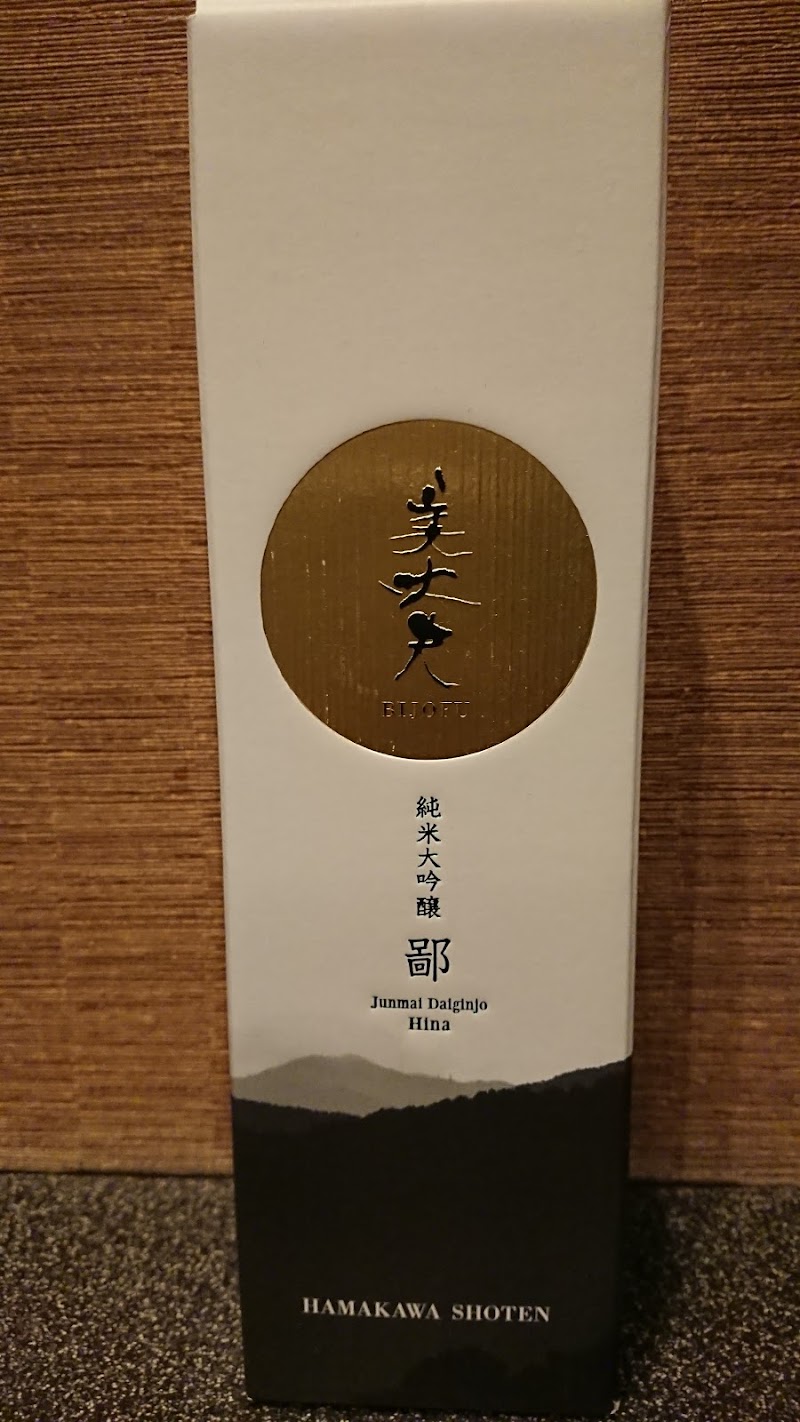 美丈夫
BIJOFU
純米大吟醸
鄙
Junmai Daiginjo
Hina
HAMAKAWA SHOTEN